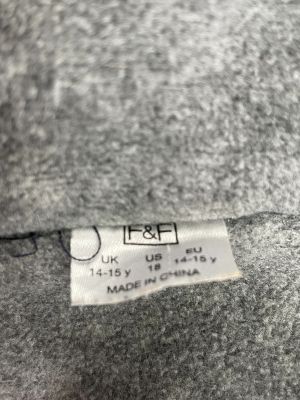 F&F
UK US EU
14-15 y 18 14-15 y
MADE IN CHINA